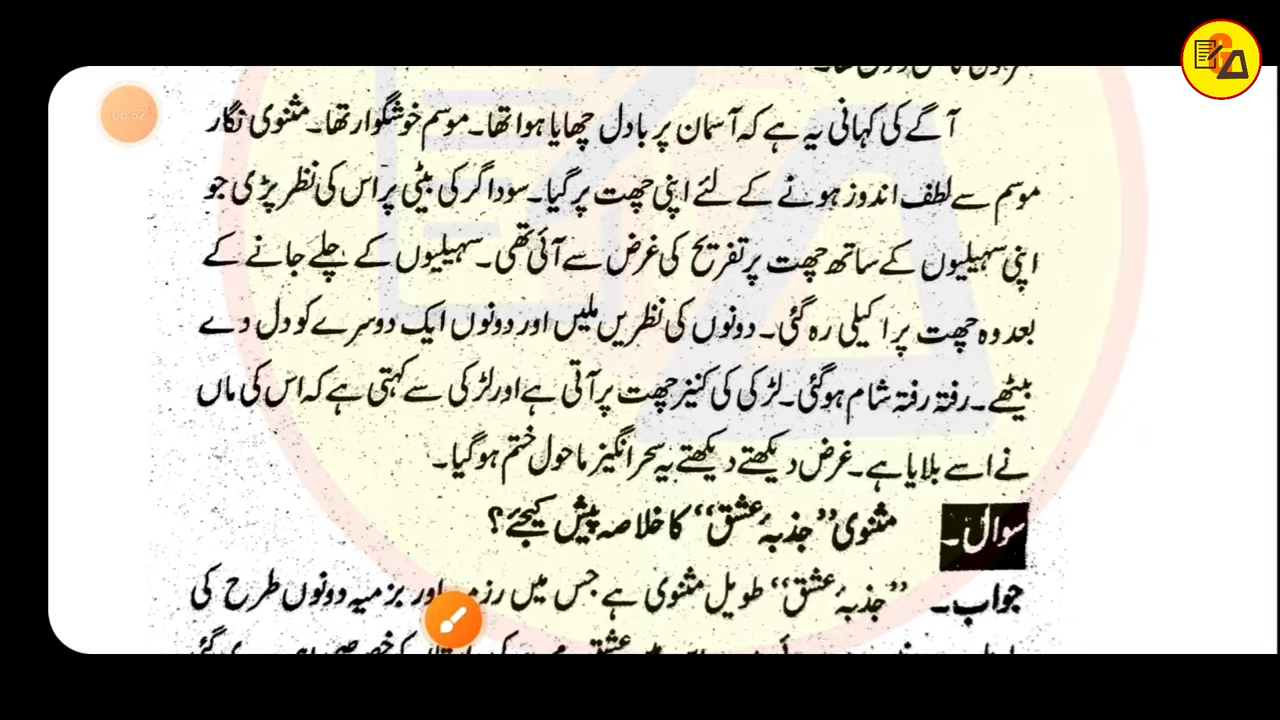 06:52
آگے کی کہانی یہ ہے کہ آسمان پر بادل چھایا ہوا تھا۔ موسم خوشگوار تھا۔ مثنوی نگار
موسم سے لطف اندوز ہونے کے لئے اپنی چھت پر گیا۔ سوداگر کی بیٹی پر اس کی نظر پڑی جو
اپنی سہیلیوں کے ساتھ چھت پر تفریح کی غرض سے آئی تھی۔ سہیلیوں کے چلے جانے کے
بعد وہ چھت پر اکیلی رہ گئی۔ دونوں کی نظریں ملیں اور دونوں ایک دوسرے کو دل دے
بیٹھے۔ رفتہ رفتہ شام ہو گئی۔ لڑکی کی کنیز چھت پر آتی ہے اور لڑکی سے کہتی ہے کہ اس کی ماں
نے اسے بلایا ہے۔ غرض دیکھتے دیکھتے یہ سحر انگیز ماحول ختم ہو گیا۔
سوال۔ مثنوی ”جذبۂ عشق“ کا خلاصہ پیش کیجئے؟
جواب۔ ”جذبۂ عشق“ طویل مثنوی ہے جس میں اور بزمیہ دونوں طرح کی